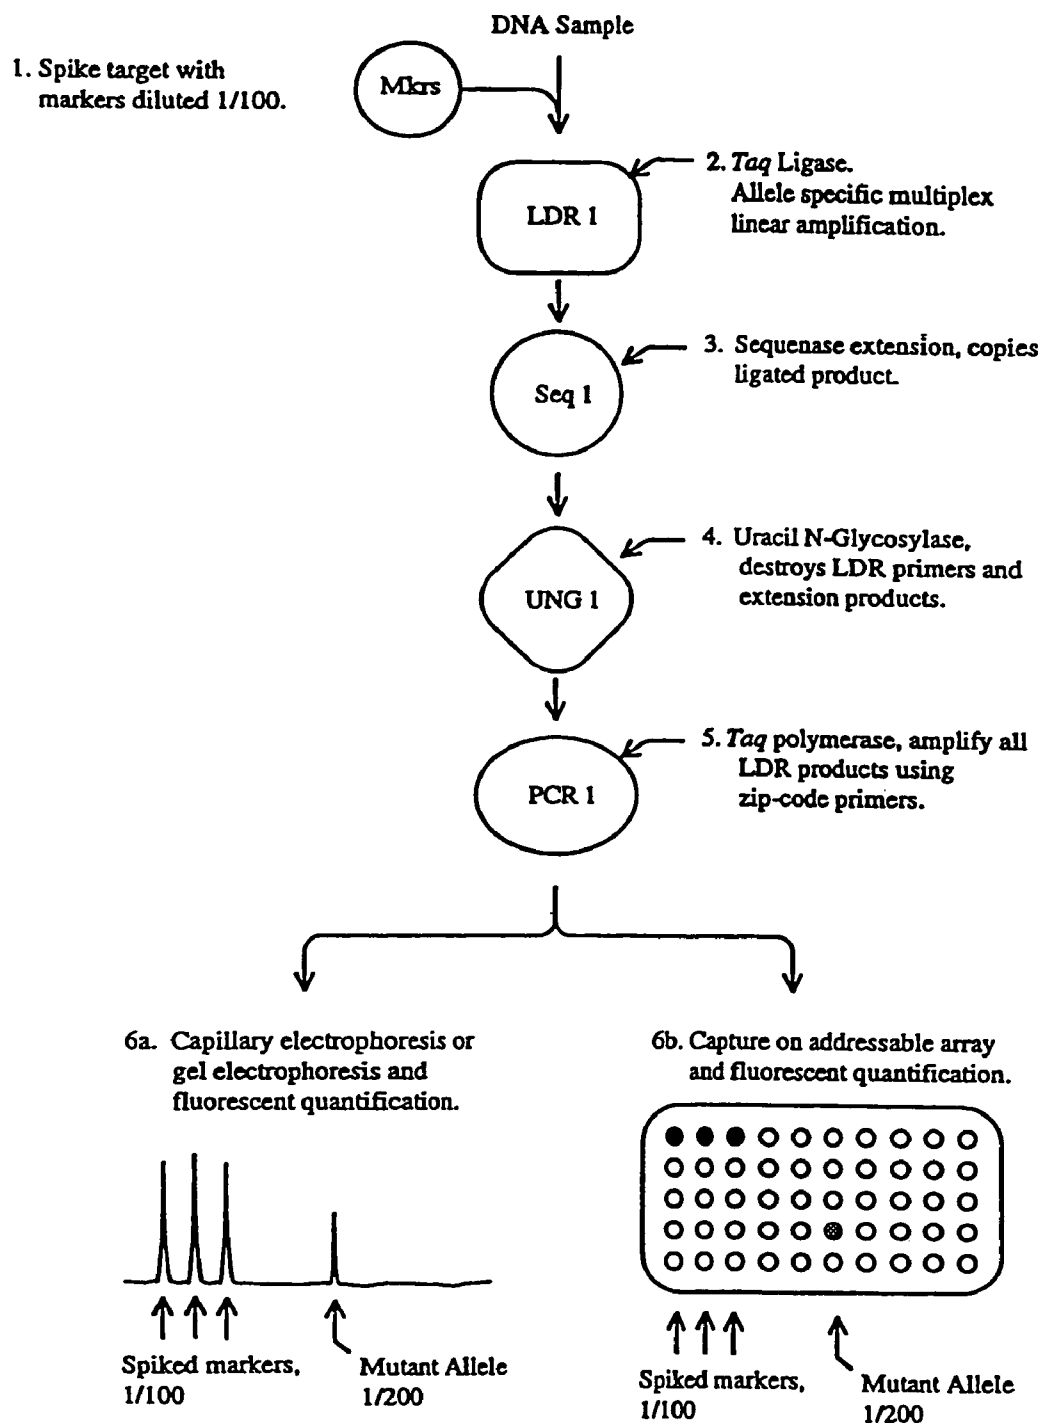 DNA Sample
1. Spike target with
markers diluted 1/100.
Mkrs
2. Taq Ligase.
Allele specific multiplex
linear amplification.
LDR 1
3. Sequenase extension, copies
ligated product.
Seq 1
4. Uracil N-Glycosylase,
destroys LDR primers and
extension products.
UNG 1
5. Taq polymerase, amplify all
LDR products using
zip-code primers.
PCR 1
6a. Capillary electrophoresis or
gel electrophoresis and
fluorescent quantification.
6b. Capture on addressable array
and fluorescent quantification.
Spiked markers,
1/100
Mutant Allele
1/200
Spiked markers,
1/100
Mutant Allele
1/200